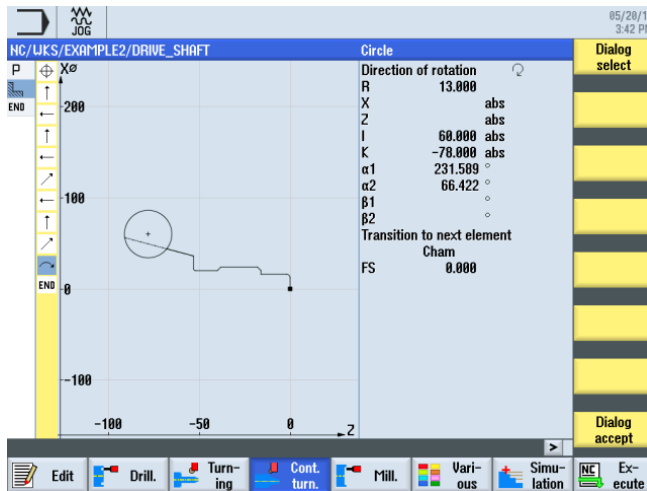 JOG
05/20/1
3:42 P
NC/WKS/EXAMPLE2/DRIVE_SHAFT
Circle
Dialog
select
P
END
END
XØ
200
100
0
-100
-100
-50
0
Z
Direction of rotation
R 13.000
X abs
Z abs
I 60.000 abs
K -78.000 abs
α1 231.589 °
α2 66.422 °
β1 °
β2 °
Transition to next element
Cham
FS 0.000
Dialog
accept
>
Edit
Drill.
Turn-
ing
Cont.
turn.
Mill.
Vari-
ous
Simu-
lation
NC
Ex-
ecute